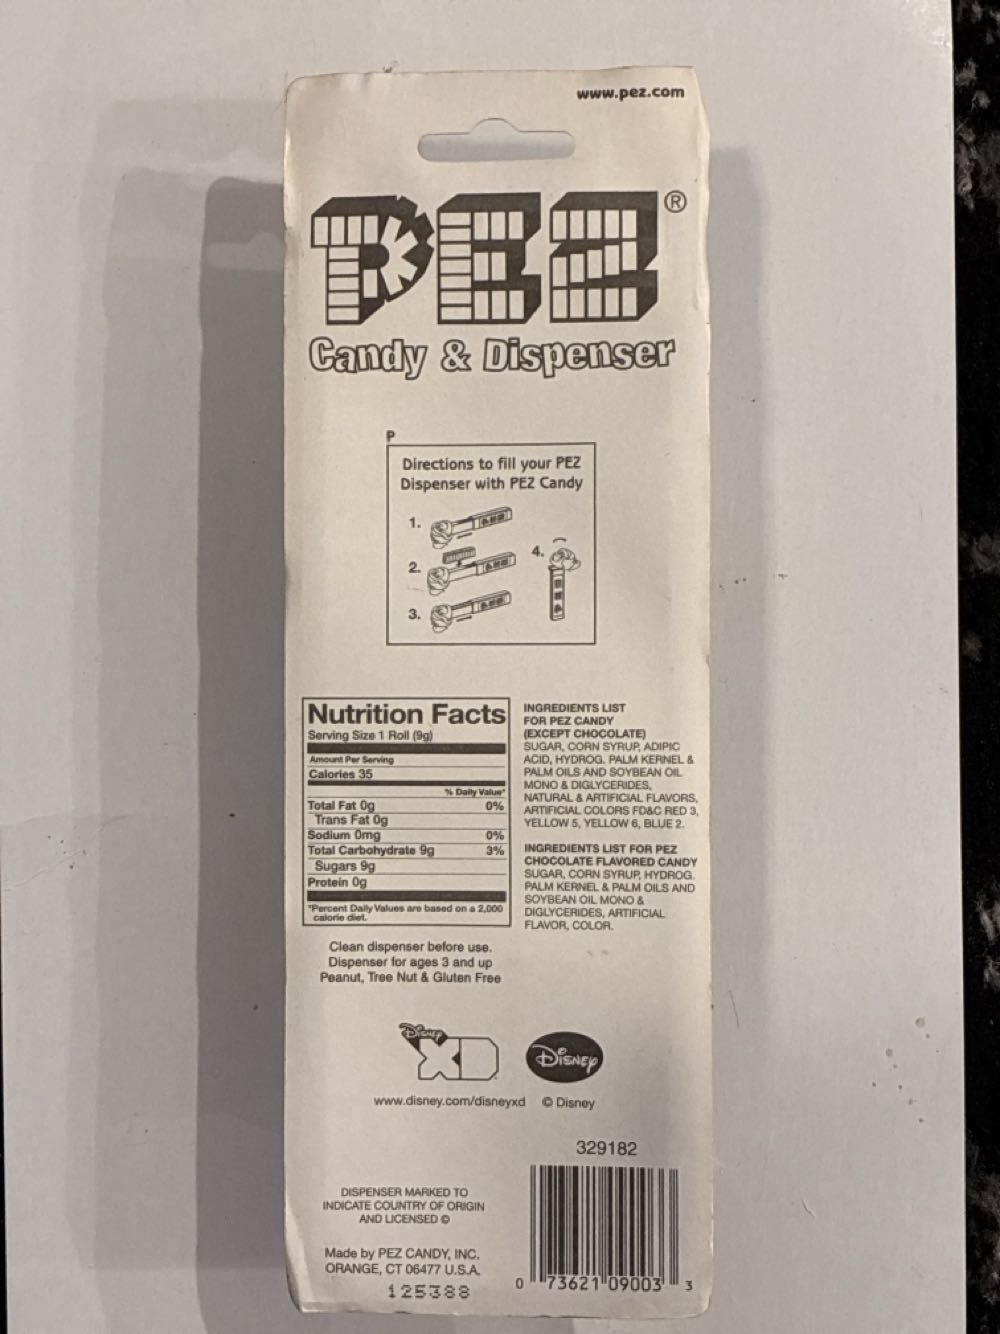 www.pez.com
PEZ®
Candy & Dispenser
P
Directions to fill your PEZ
Dispenser with PEZ Candy
1.
2.
3.
4.
Nutrition Facts
Serving Size 1 Roll (9g)
Amount Per Serving
Calories 35
% Daily Value*
Total Fat 0g 0%
Trans Fat 0g
Sodium 0mg 0%
Total Carbohydrate 9g 3%
Sugars 9g
Protein 0g
*Percent Daily Values are based on a 2,000
calorie diet.
INGREDIENTS LIST
FOR PEZ CANDY
(EXCEPT CHOCOLATE)
SUGAR, CORN SYRUP, ADIPIC
ACID, HYDROG. PALM KERNEL &
PALM OILS AND SOYBEAN OIL
MONO & DIGLYCERIDES,
NATURAL & ARTIFICIAL FLAVORS,
ARTIFICIAL COLORS FD&C RED 3,
YELLOW 5, YELLOW 6, BLUE 2.
INGREDIENTS LIST FOR PEZ
CHOCOLATE FLAVORED CANDY
SUGAR, CORN SYRUP, HYDROG.
PALM KERNEL & PALM OILS AND
SOYBEAN OIL MONO &
DIGLYCERIDES, ARTIFICIAL
FLAVOR, COLOR.
Clean dispenser before use.
Dispenser for ages 3 and up
Peanut, Tree Nut & Gluten Free
Disney XD
Disney
www.disney.com/disneyxd © Disney
329182
DISPENSER MARKED TO
INDICATE COUNTRY OF ORIGIN
AND LICENSED ©
Made by PEZ CANDY, INC.
ORANGE, CT 06477 U.S.A.
125388
0 73621 09003 3